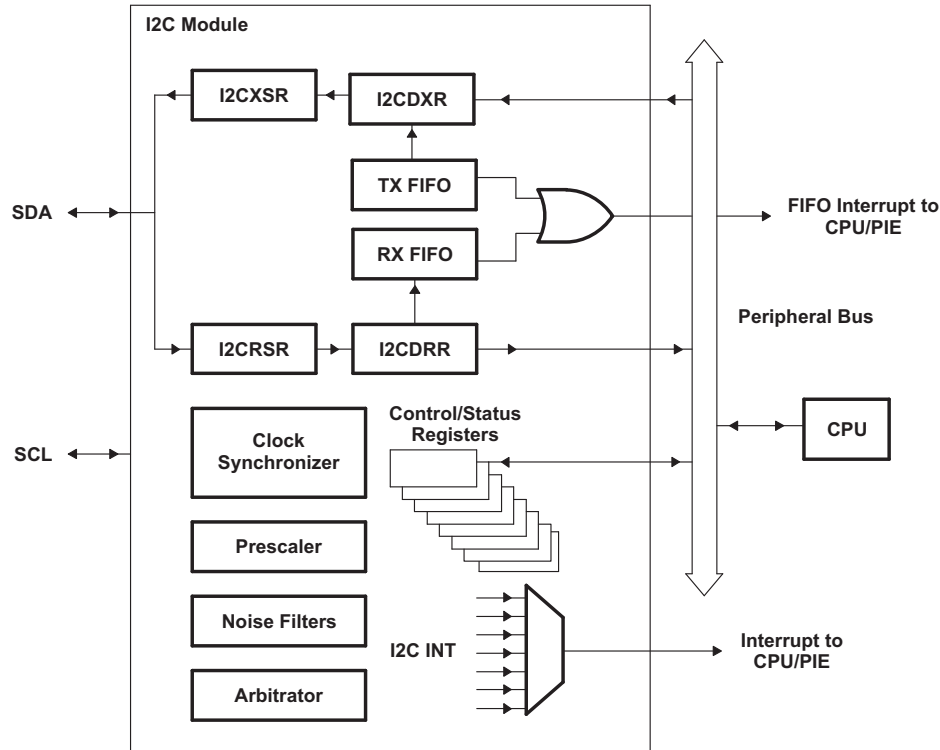 I2C Module
I2CXSR
I2CDXR
TX FIFO
SDA
FIFO Interrupt to
CPU/PIE
RX FIFO
Peripheral Bus
I2CRSR
I2CDRR
Control/Status
Registers
CPU
SCL
Clock
Synchronizer
Prescaler
Noise Filters
I2C INT
Interrupt to
CPU/PIE
Arbitrator